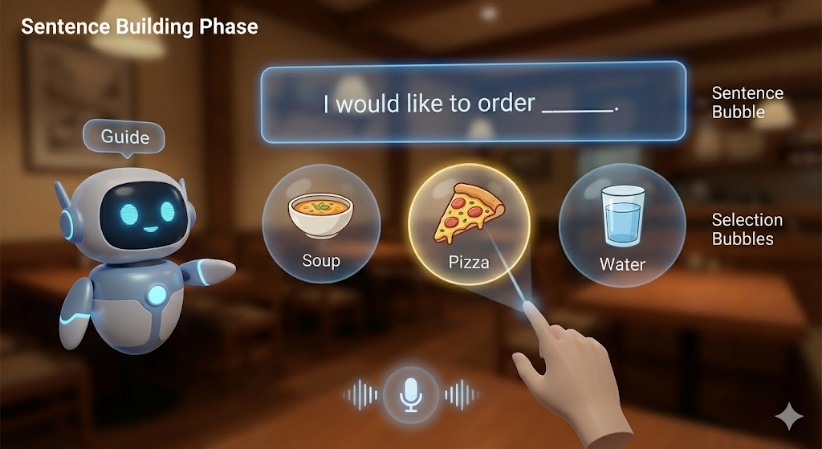 Sentence Building Phase
I would like to order ______.
Sentence
Bubble
Guide
Soup
Pizza
Water
Selection
Bubbles